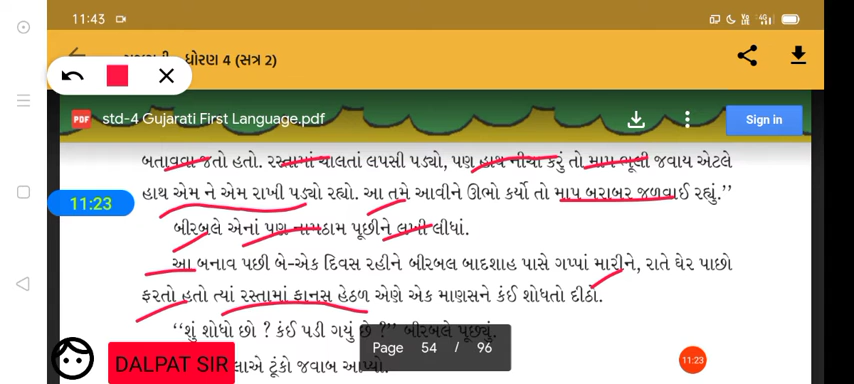 11:43
ધોરણ 4 (સત્ર 2)
PDF std-4 Gujarati First Language.pdf
Sign in
બતાવવા જતો હતો. રસ્તામાં ચાલતાં લપસી પડ્યો, પણ હાથ નીચા કરું તો માપ ભૂલી જવાય એટલે
હાથ એમ ને એમ રાખી પડ્યો રહ્યો. આ તમે આવીને ઊભો કર્યો તો માપ બરાબર જળવાઈ રહ્યું.”
11:23
બીરબલે એનાં પણ નામઠામ પૂછીને લખી લીધાં.
આ બનાવ પછી બે-એક દિવસ રહીને બીરબલ બાદશાહ પાસે ગપ્પાં મારીને, રાતે ઘેર પાછો
ફરતો હતો ત્યાં રસ્તામાં ફાનસ હેઠળ એણે એક માણસને કંઈ શોધતો દીઠો.
“શું શોધો છો ? કંઈ પડી ગયું છે ?” બીરબલે પૂછ્યું.
Page 54 / 96
11:23
DALPAT SIR
લાએ ટૂંકો જવાબ આપ્યો.